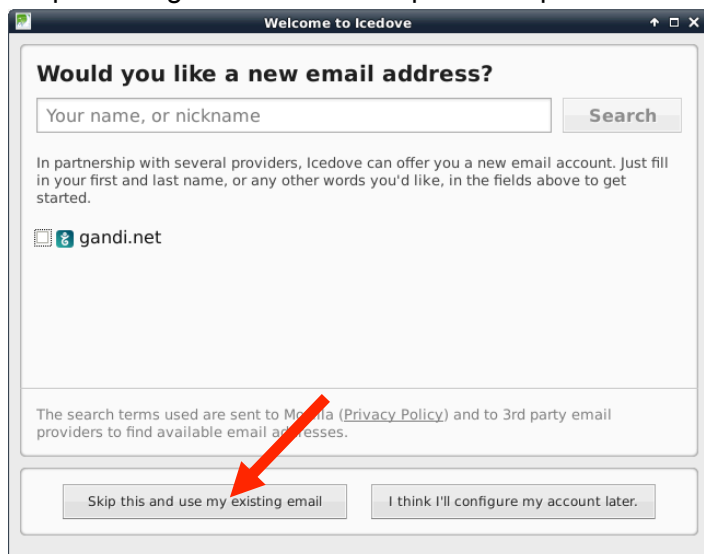 Welcome to Icedove
Would you like a new email address?
Your name, or nickname
Search
In partnership with several providers, Icedove can offer you a new email account. Just fill
in your first and last name, or any other words you'd like, in the fields above to get
started.
gandi.net
The search terms used are sent to Mozilla (Privacy Policy) and to 3rd party email
providers to find available email addresses.
Skip this and use my existing email
I think I'll configure my account later.